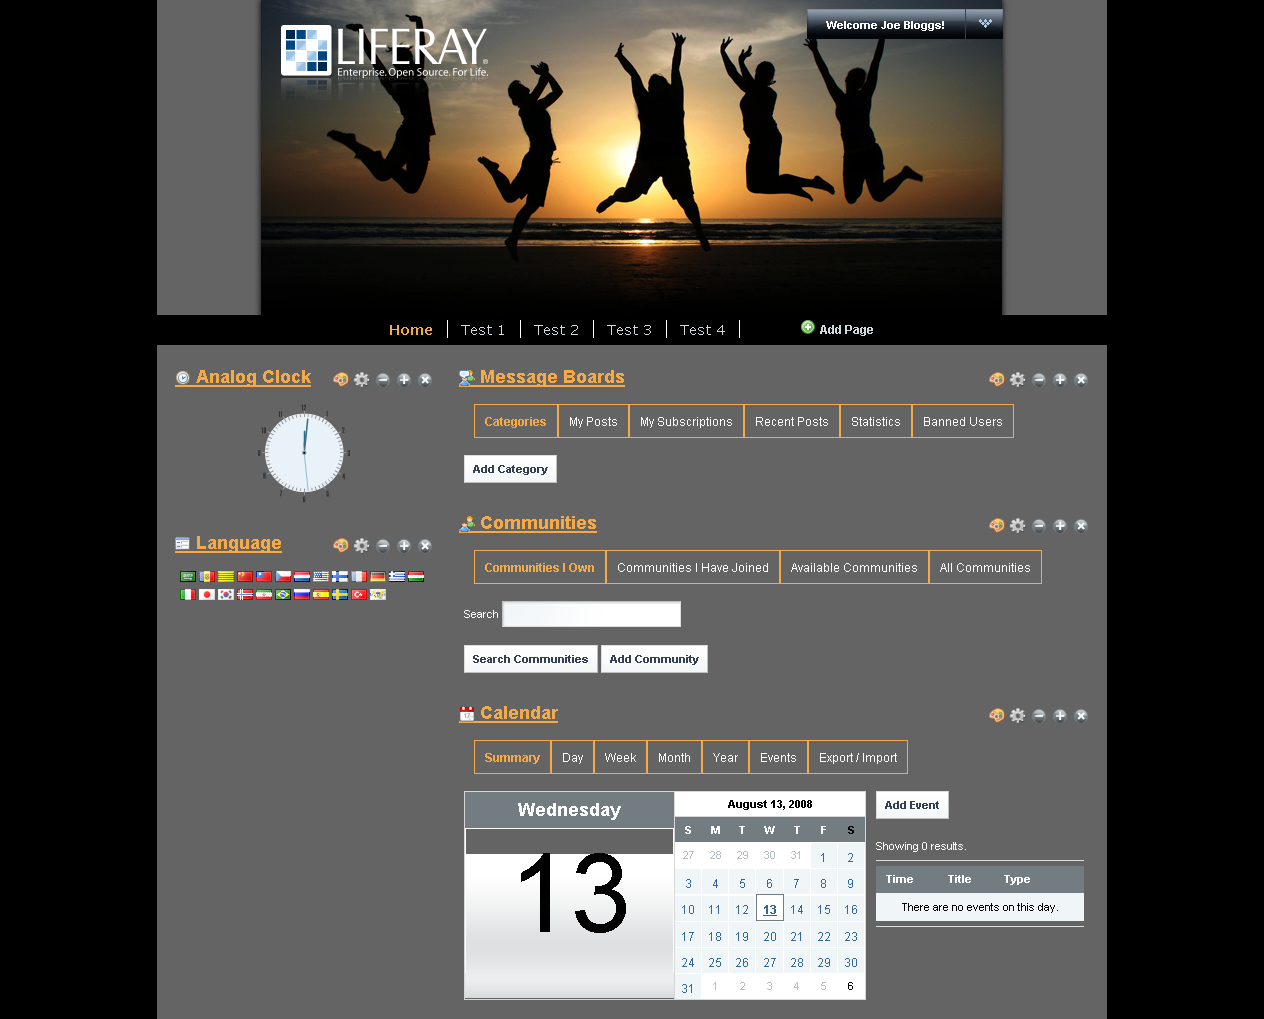 LIFERAY®
Enterprise. Open Source. For Life.
Welcome Joe Bloggs!
Home Test 1 Test 2 Test 3 Test 4 Add Page
Analog Clock
Language
Message Boards
Categories My Posts My Subscriptions Recent Posts Statistics Banned Users
Add Category
Communities
Communities I Own Communities I Have Joined Available Communities All Communities
Search
Search Communities Add Community
Calendar
Summary Day Week Month Year Events Export / Import
Wednesday
13
August 13, 2008
S M T W T F S
27 28 29 30 31 1 2
3 4 5 6 7 8 9
10 11 12 13 14 15 16
17 18 19 20 21 22 23
24 25 26 27 28 29 30
31 1 2 3 4 5 6
Add Event
Showing 0 results.
Time Title Type
There are no events on this day.